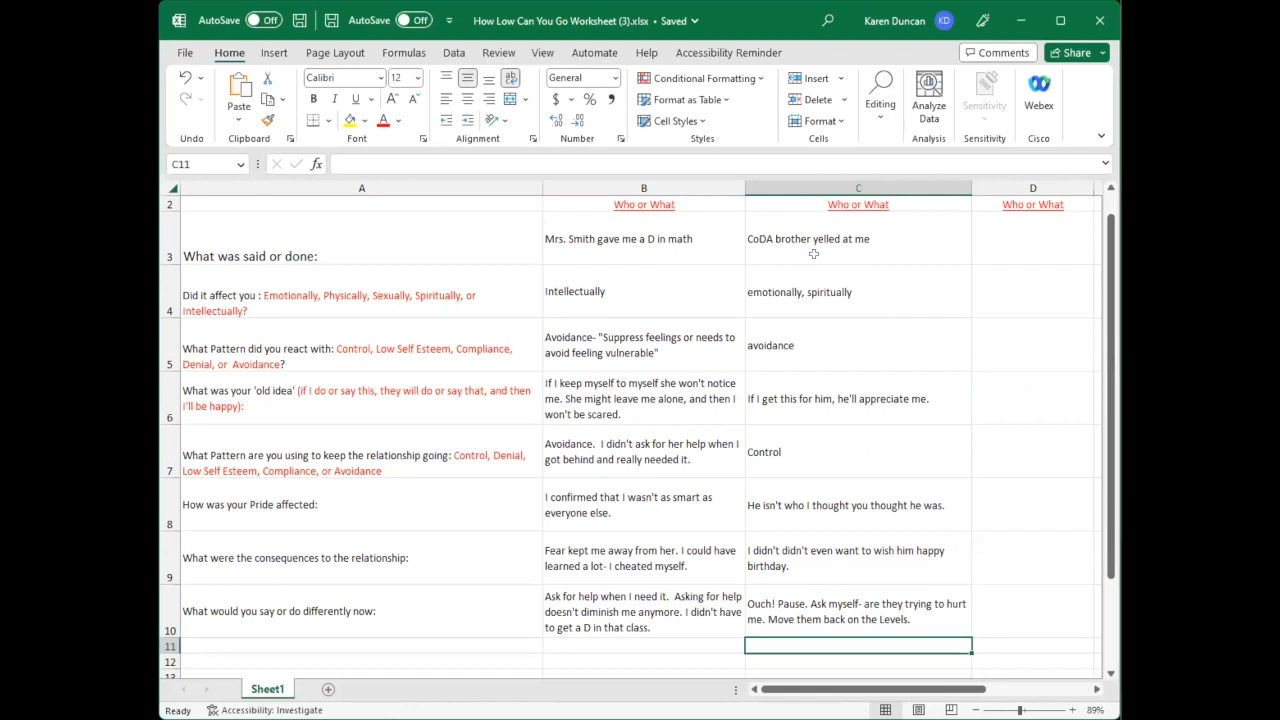 AutoSave Off AutoSave Off How Low Can You Go Worksheet (3).xlsx • Saved Karen Duncan KD
File Home Insert Page Layout Formulas Data Review View Automate Help Accessibility Reminder Comments Share
Calibri 12 General Conditional Formatting Insert
Paste B I U A A $ % Format as Table Delete Editing Analyze Data Sensitivity Webex
A Cell Styles Format
Undo Clipboard Font Alignment Number Styles Cells Analysis Sensitivity Cisco
C11 fx
A B C D
2 Who or What Who or What Who or What
3 What was said or done: Mrs. Smith gave me a D in math CoDA brother yelled at me
4 Did it affect you : Emotionally, Physically, Sexually, Spiritually, or
Intellectually?
Intellectually emotionally, spiritually
5 What Pattern did you react with: Control, Low Self Esteem, Compliance,
Denial, or Avoidance?
Avoidance- "Suppress feelings or needs to
avoid feeling vulnerable"
avoidance
6 What was your 'old idea' (if I do or say this, they will do or say that, and then
I'll be happy):
If I keep myself to myself she won't notice
me. She might leave me alone, and then I
won't be scared.
If I get this for him, he'll appreciate me.
7 What Pattern are you using to keep the relationship going: Control, Denial,
Low Self Esteem, Compliance, or Avoidance
Avoidance. I didn't ask for her help when I
got behind and really needed it.
Control
8 How was your Pride affected:
I confirmed that I wasn't as smart as
everyone else.
He isn't who I thought you thought he was.
9 What were the consequences to the relationship:
Fear kept me away from her. I could have
learned a lot- I cheated myself.
I didn't didn't even want to wish him happy
birthday.
10 What would you say or do differently now:
Ask for help when I need it. Asking for help
doesn't diminish me anymore. I didn't have
to get a D in that class.
Ouch! Pause. Ask myself- are they trying to hurt
me. Move them back on the Levels.
11
12
13
Sheet1
Ready Accessibility: Investigate 89%